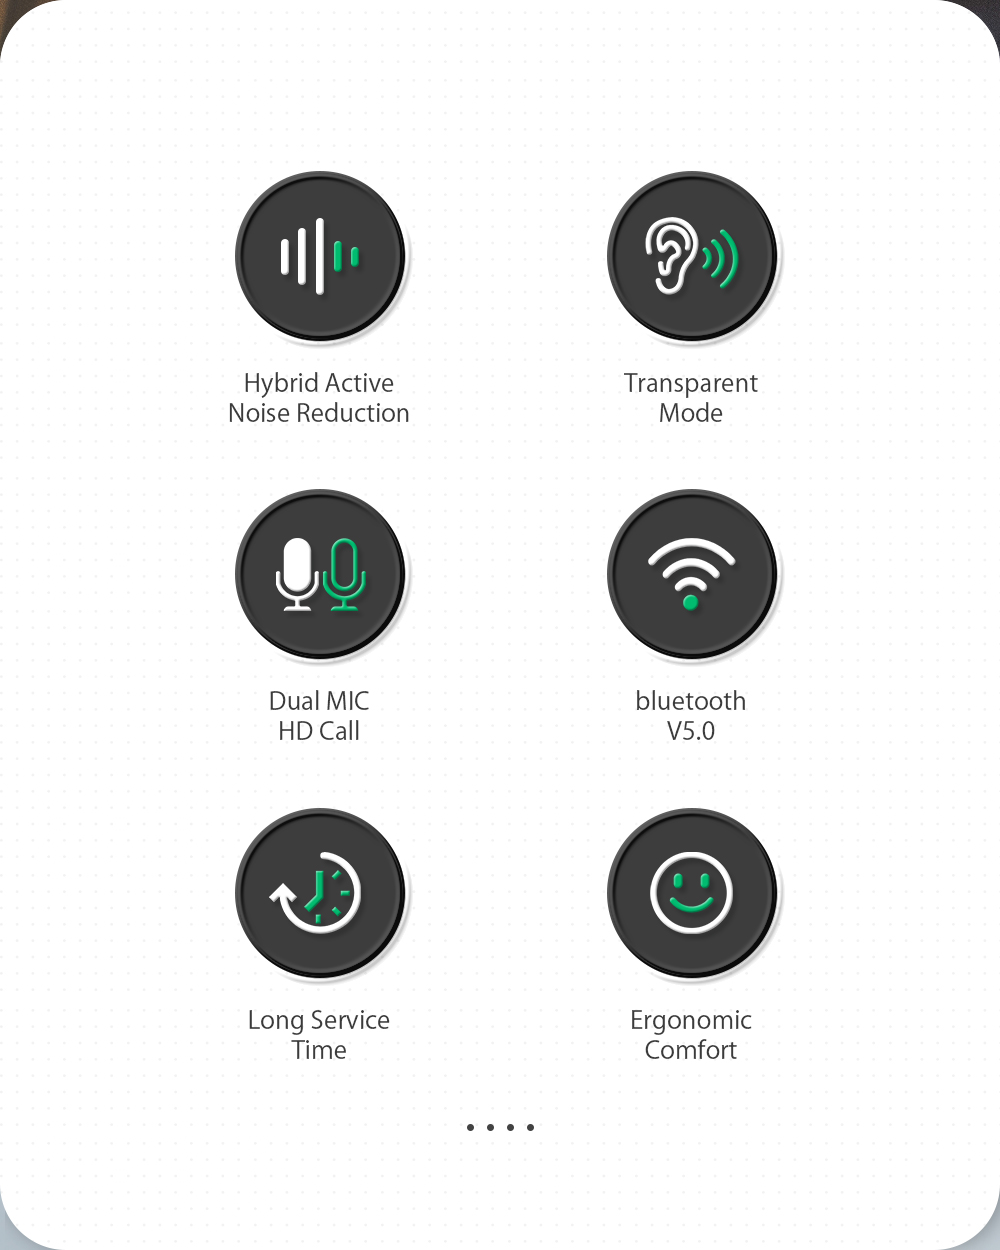 Hybrid Active
Noise Reduction
Transparent
Mode
Dual MIC
HD Call
bluetooth
V5.0
Long Service
Time
Ergonomic
Comfort